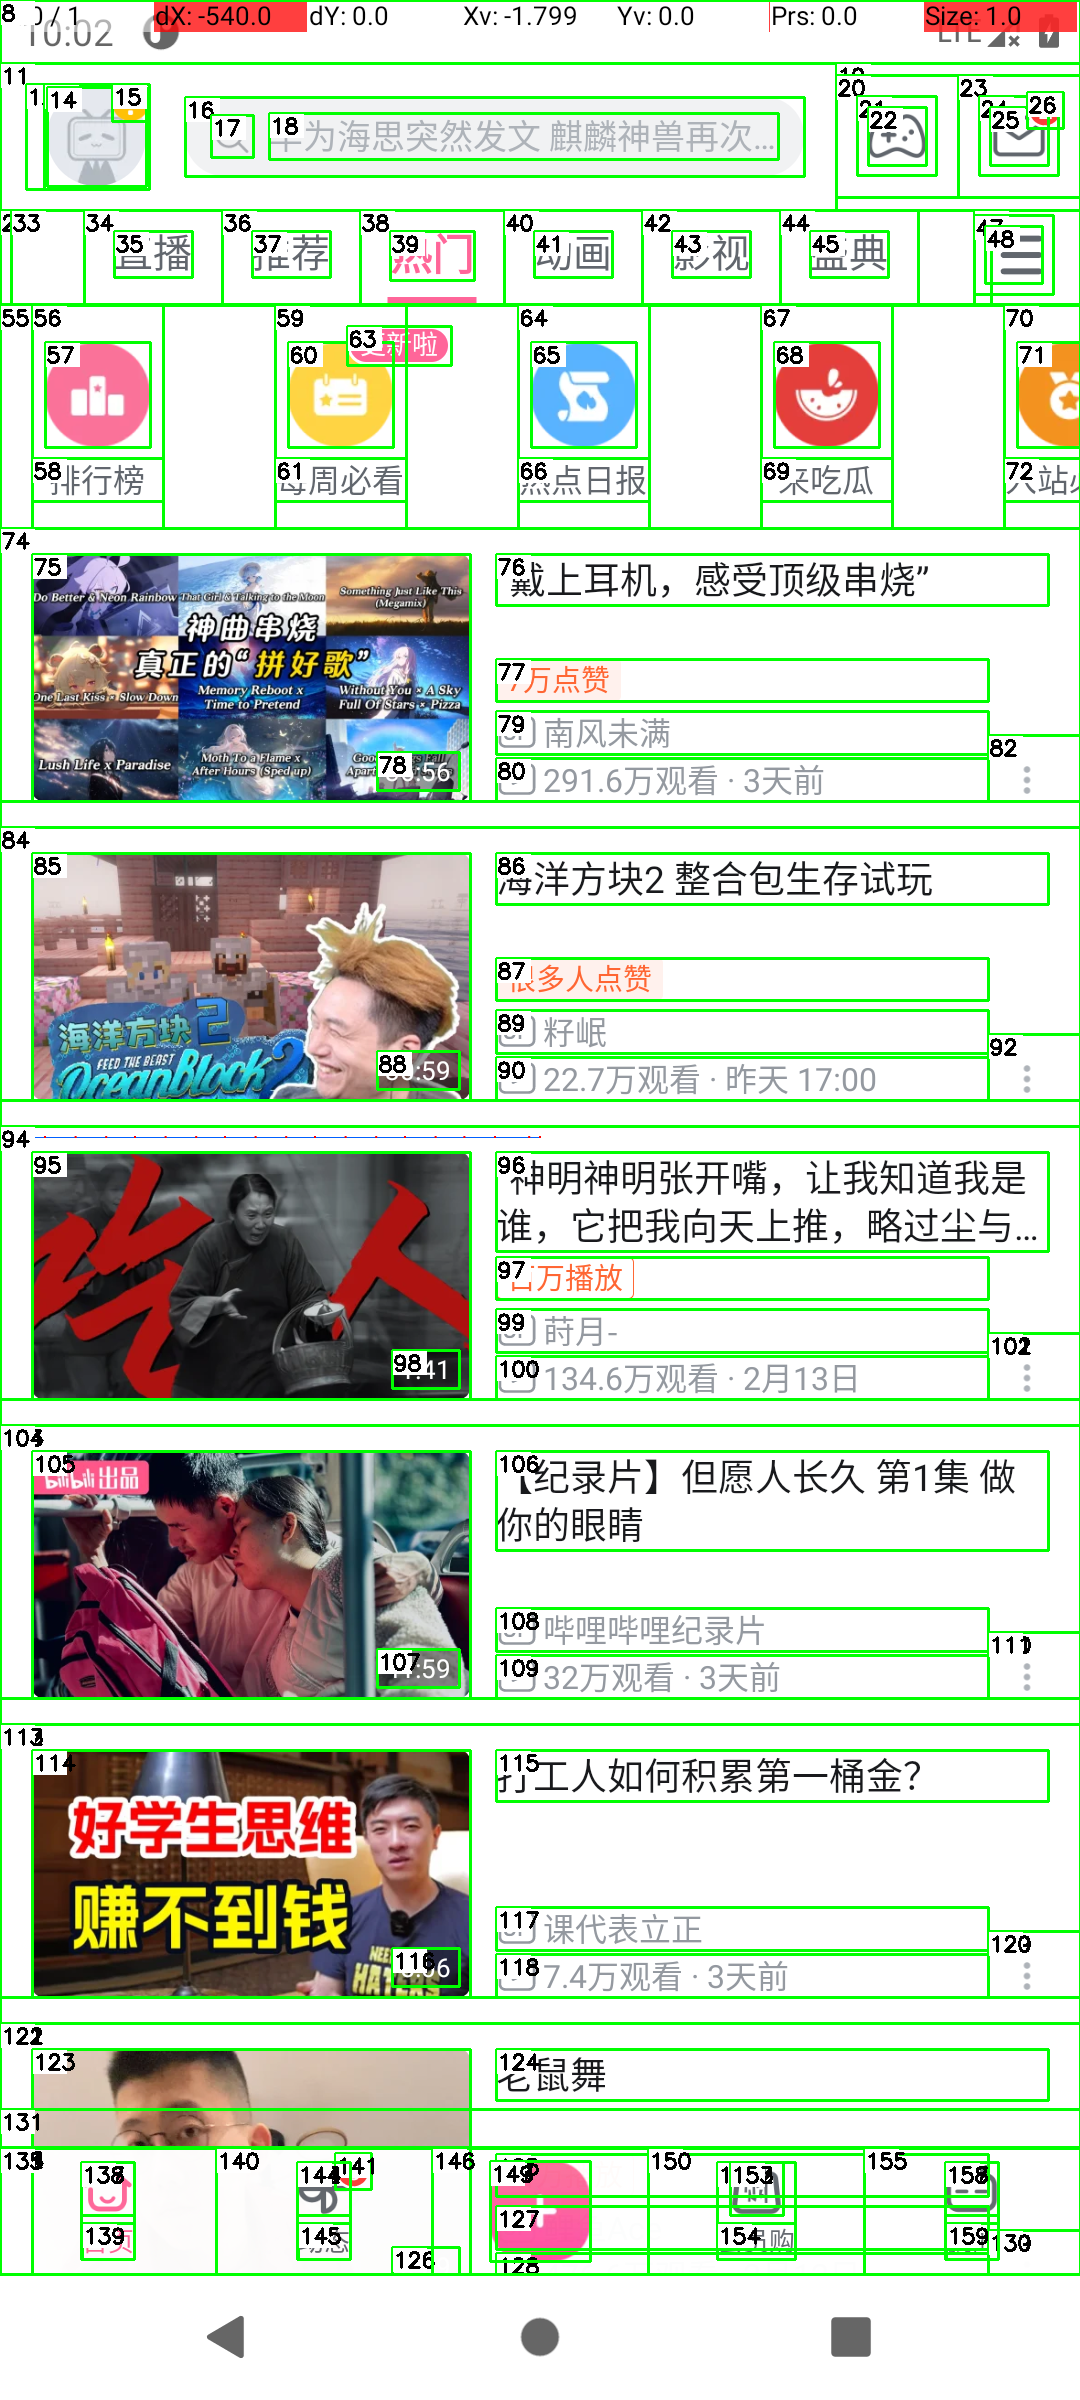 0 / 1 dX: -540.0 dY: 0.0 Xv: -1.799 Yv: 0.0 Prs: 0.0 Size: 1.0
10:02 LTE
为海思突然发文 麒麟神兽再次...
直播 推荐 热门 动画 影视 盛典
更新啦
排行榜 每周必看 热点日报 来吃瓜
Do Better & Neon Rainbow
That Girl & Talking to the Moon
Something Just Like This
(Megamix)
神曲串烧
真正的“拼好歌”
One Last Kiss × Slow Down
Memory Reboot x
Time to Pretend
Without You × A Sky
Full Of Stars × Pizza
Lush Life x Paradise
Moth To a Flame x
After Hours (Sped up)
:56
戴上耳机，感受顶级串烧”
万点赞
南风未满
291.6万观看 · 3天前
海洋方块2
FEED THE BEAST
OceanBlock 2
:59
海洋方块2 整合包生存试玩
很多人点赞
籽岷
22.7万观看 · 昨天 17:00
:41
神明神明张开嘴，让我知道我是
谁，它把我向天上推，略过尘与...
百万播放
莳月-
134.6万观看 · 2月13日
bilibili 出品
:59
【纪录片】但愿人长久 第1集 做
你的眼睛
哔哩哔哩纪录片
32万观看 · 3天前
好学生思维
赚不到钱
打工人如何积累第一桶金？
课代表立正
7.4万观看 · 3天前
老鼠舞
首页 动态